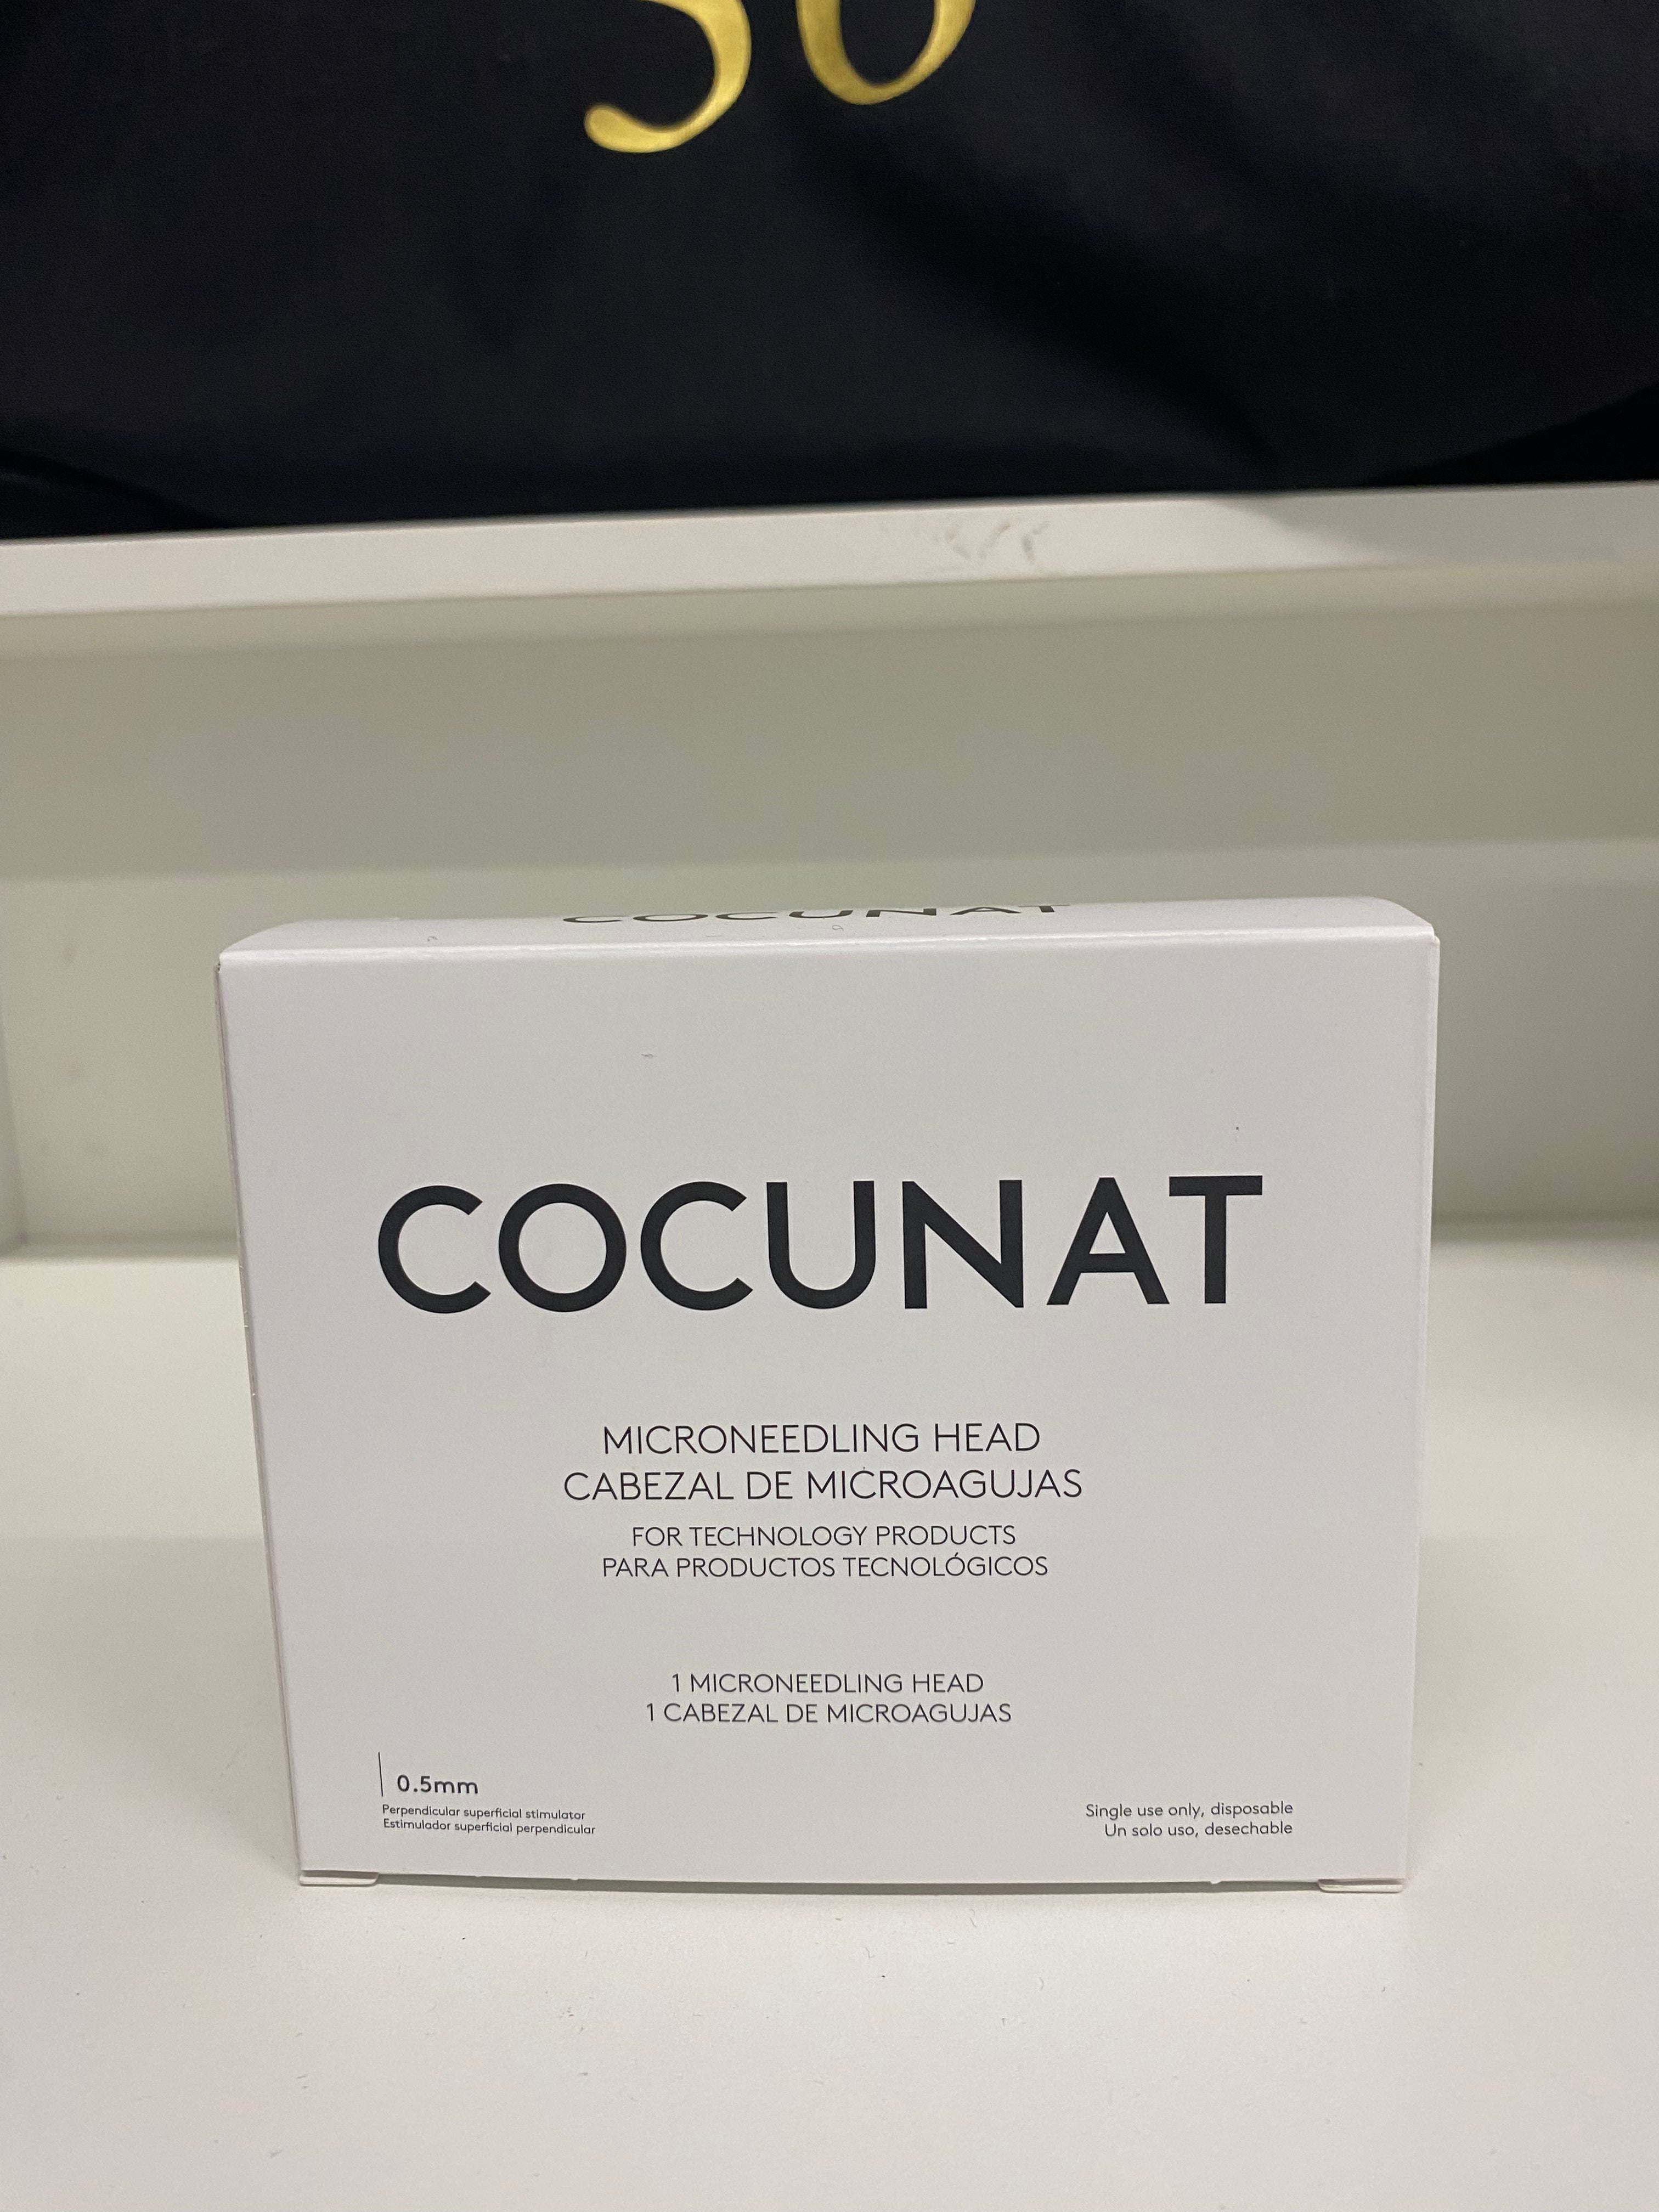 COCUNAT
COCUNAT
MICRONEEDLING HEAD
CABEZAL DE MICROAGUJAS
FOR TECHNOLOGY PRODUCTS
PARA PRODUCTOS TECNOLÓGICOS
1 MICRONEEDLING HEAD
1 CABEZAL DE MICROAGUJAS
0.5mm
Perpendicular superficial stimulator
Estimulador superficial perpendicular
Single use only, disposable
Un solo uso, desechable